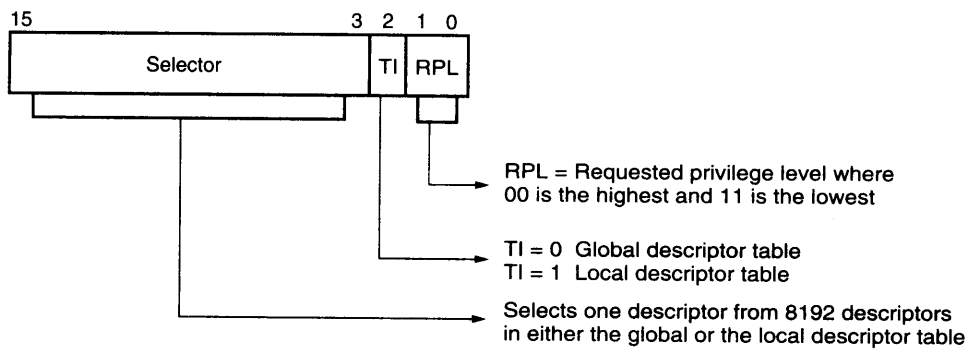 15 3 2 1 0
Selector TI RPL
RPL = Requested privilege level where
00 is the highest and 11 is the lowest
TI = 0 Global descriptor table
TI = 1 Local descriptor table
Selects one descriptor from 8192 descriptors
in either the global or the local descriptor table